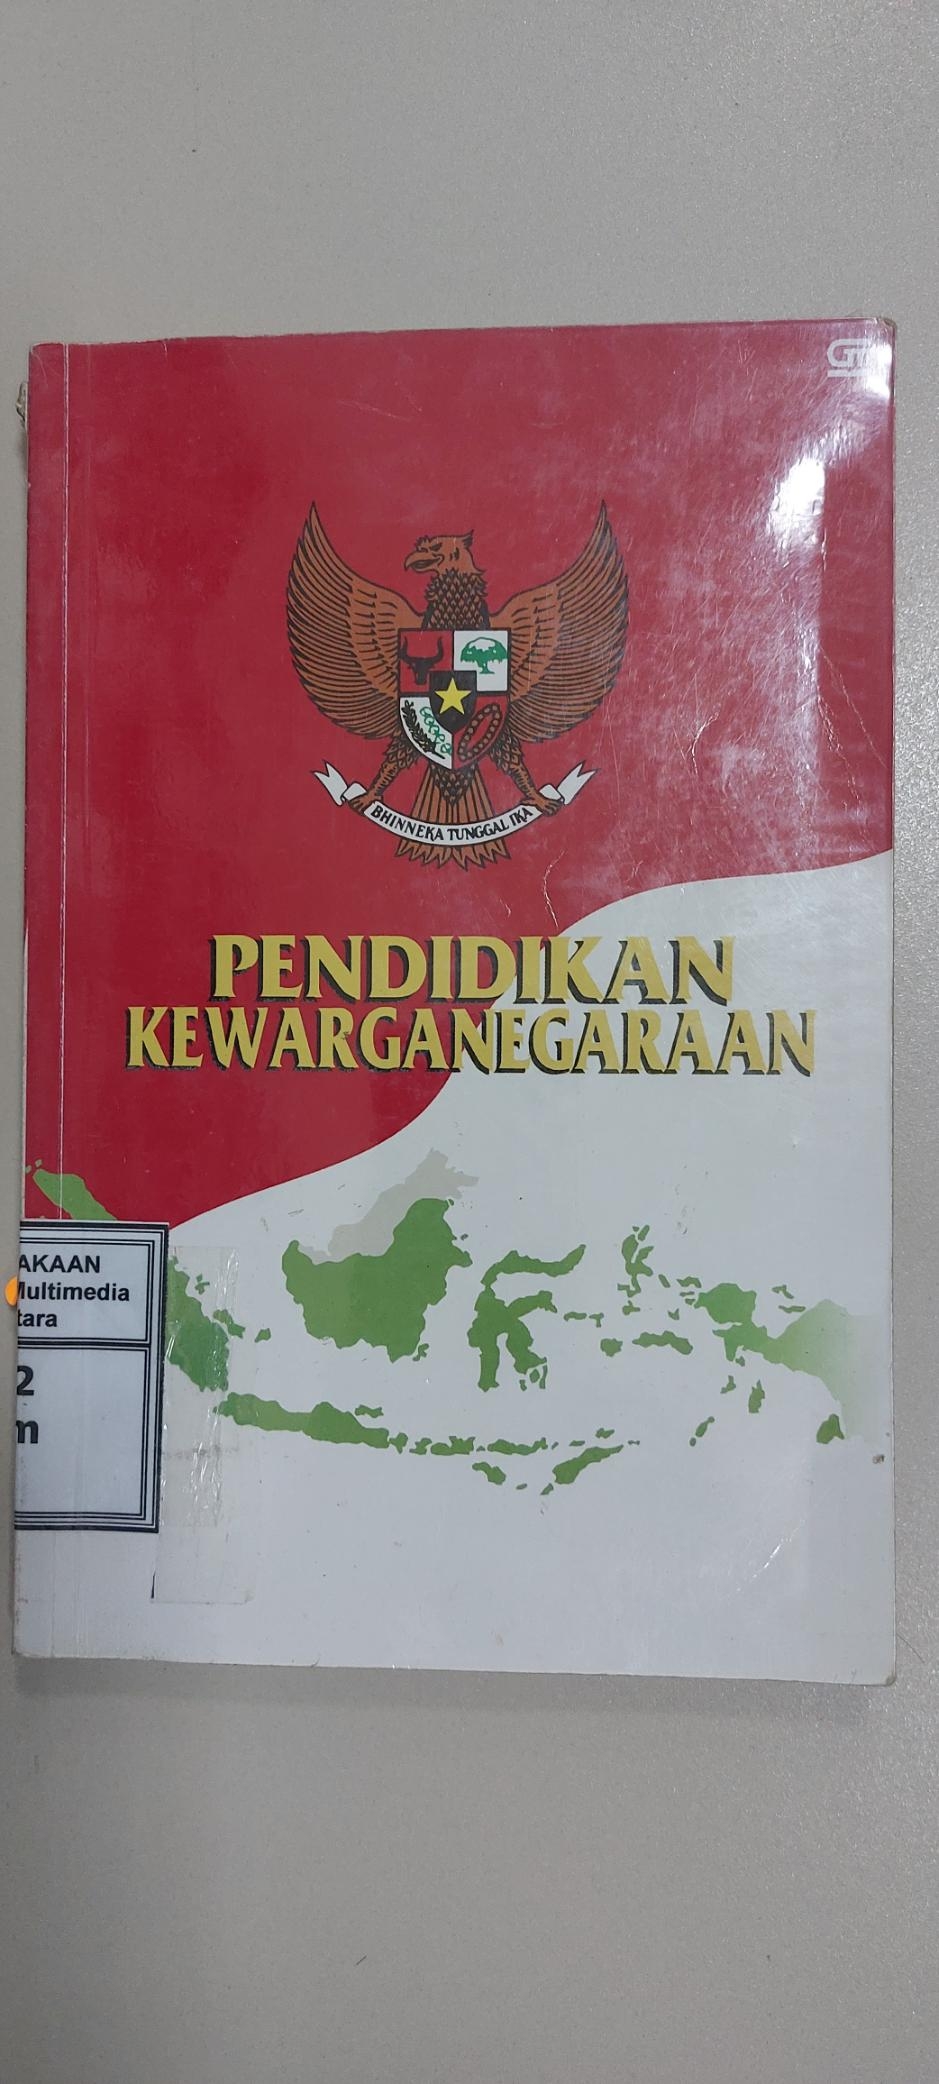 BHINNEKA TUNGGAL IKA
PENDIDIKAN
KEWARGANEGARAAN
AKAAN
Multimedia
tara
2
m